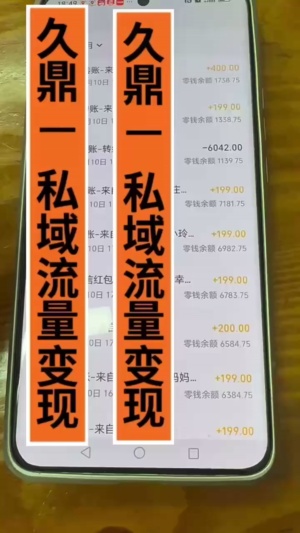 久鼎一私域流量变现
久鼎一私域流量变现
+400.00
零钱余额 1758.75
+199.00
零钱余额 1338.75
-6042.00
零钱余额 1139.75
+199.00
零钱余额 7181.75
+199.00
零钱余额 6982.75
+199.00
零钱余额 6783.75
+200.00
零钱余额 6584.75
+199.00
零钱余额 6384.75
+199.00